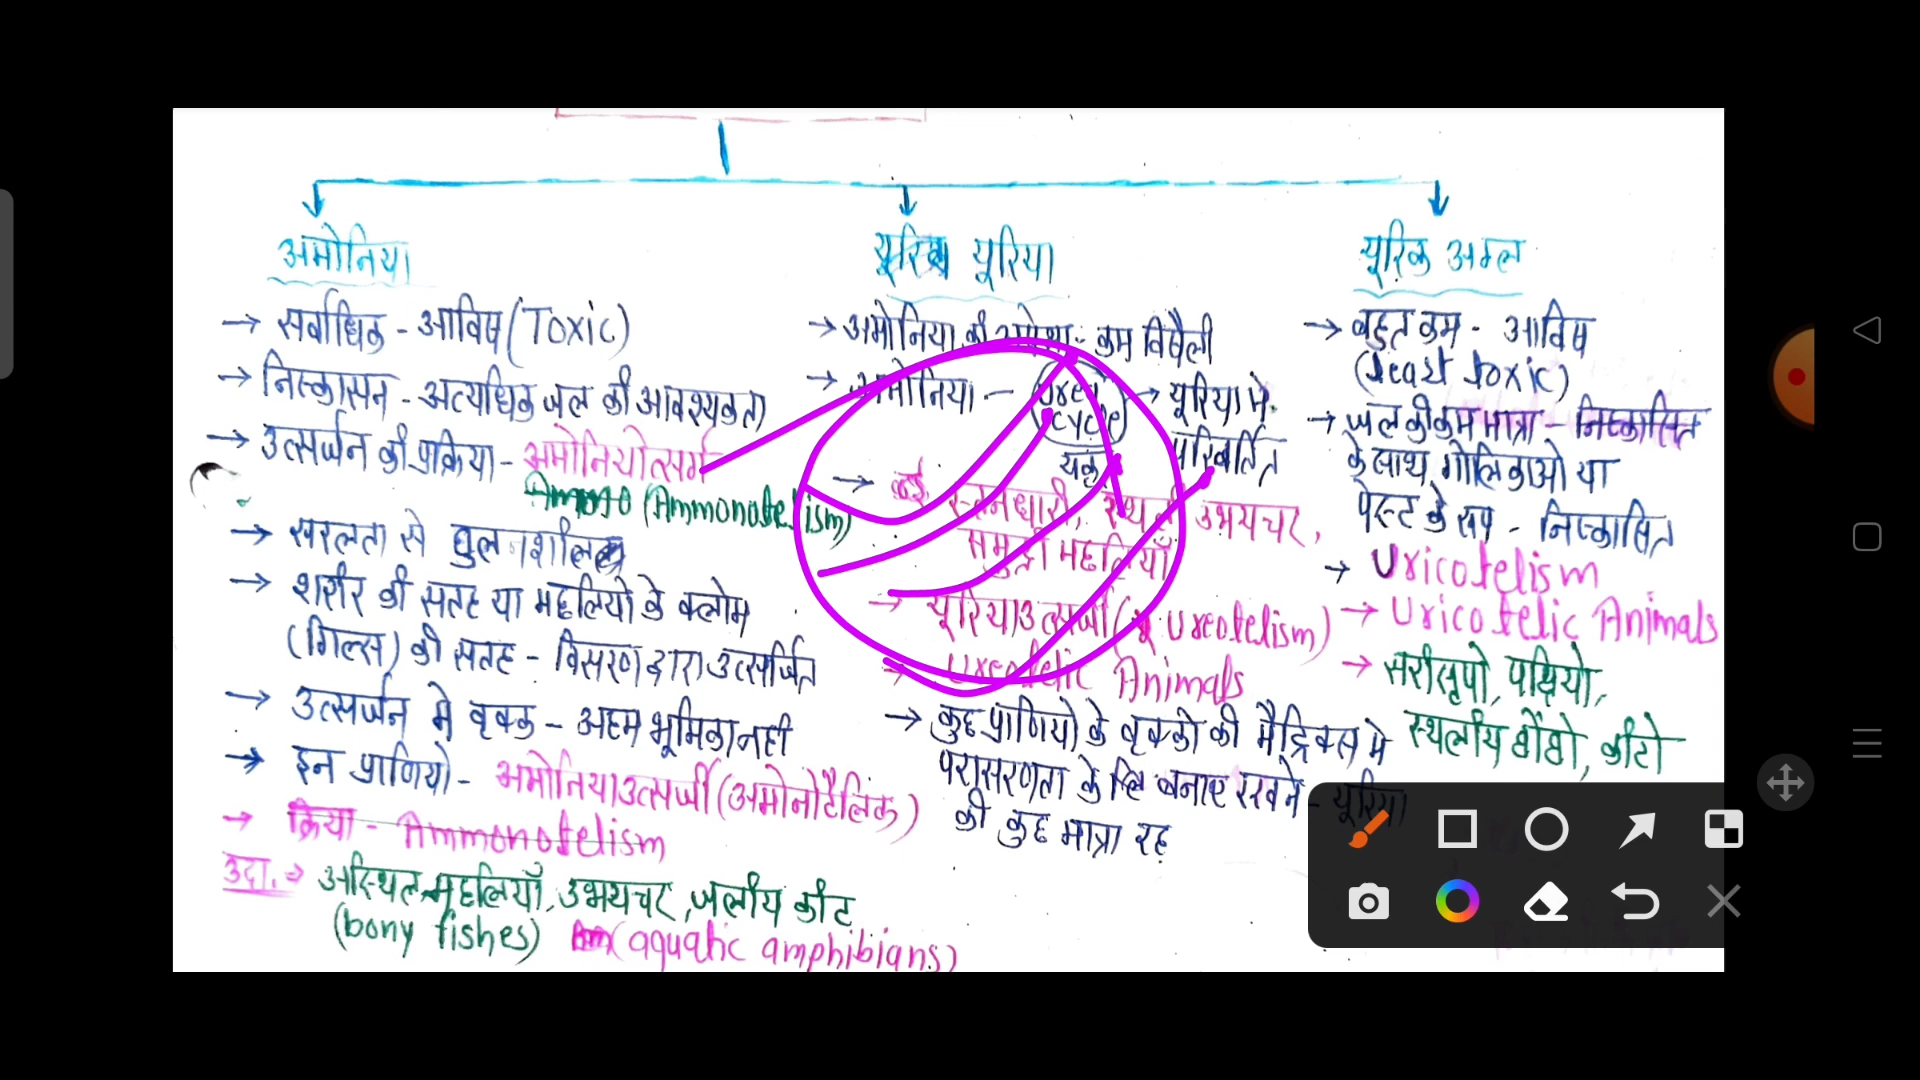 अमोनिया
→ सर्वाधिक - आविष (Toxic)
→ निष्कासन - अत्यधिक जल की आवश्यकता
→ उत्सर्जन की प्रक्रिया - अमोनियोत्सर्ग
(Ammonotelism)
→ सरलता से घुलनशील
→ शरीर की सतह या मछलियो के क्लोम
(गिल्स) की सतह - विसरण द्वारा उत्सर्जित
→ उत्सर्जन में वृक्क - अहम भूमिका नही
→ इन प्राणियो - अमोनिया उत्सर्जी (अमोनोटैलिक)
→ क्रिया - Ammonotelism
उदा. → अस्थिल मछलियाँ, उभयचर, जलीय कीट
(bony fishes) (aquatic amphibians)
यूरिया
→ अमोनिया की अपेक्षा - कम विषैली
→ अमोनिया - urea cycle → यूरिया मे
यकृत परिवर्तित
→ कई स्तनधारी, स्थली उभयचर,
समुद्री मछलियाँ
→ यूरिया उत्सर्जी (Ureotelism)
→ Ureotelic Animals
→ कुछ प्राणियो के वृक्को की मैट्रिक्स मे
परासरणता के बनाए रखने - यूरिया
की कुछ मात्रा रह
यूरिक अम्ल
→ बहुत कम - आविष
(least toxic)
→ जल की कम मात्रा - निष्कासित
के साथ गोलिकाओ या
पेस्ट के रूप - निष्कासित
→ Uricotelism
→ Uricotelic Animals
→ सरीसृपो, पक्षियो,
स्थलीय घोंघो, कीटो